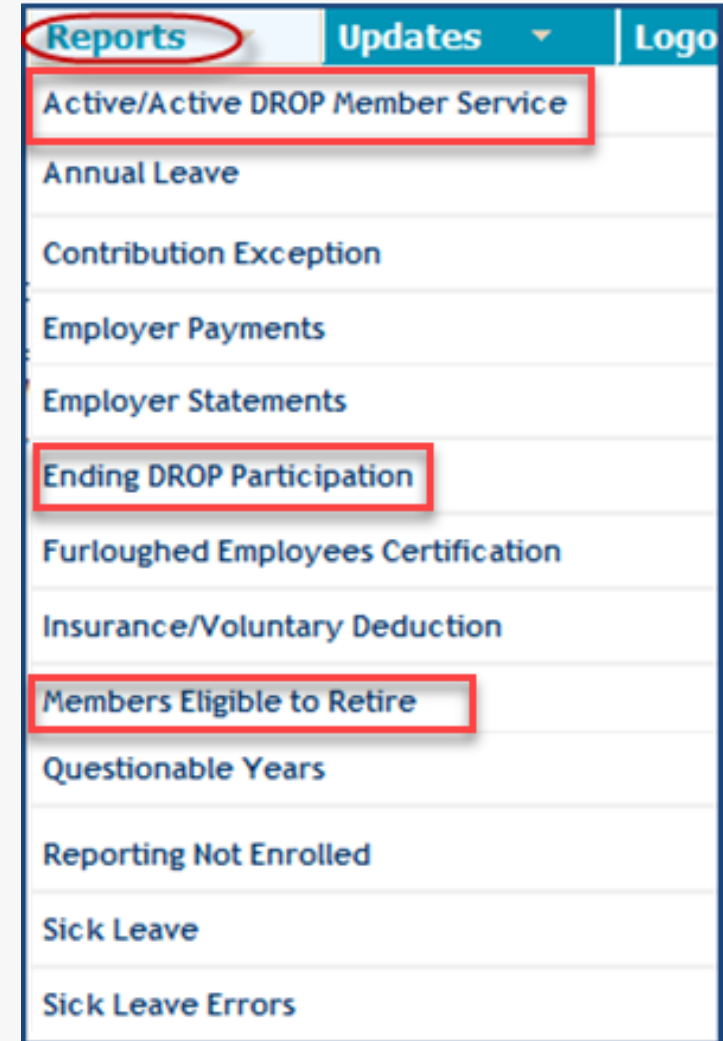 Reports Updates Logo
Active/Active DROP Member Service
Annual Leave
Contribution Exception
Employer Payments
Employer Statements
Ending DROP Participation
Furloughed Employees Certification
Insurance/Voluntary Deduction
Members Eligible to Retire
Questionable Years
Reporting Not Enrolled
Sick Leave
Sick Leave Errors